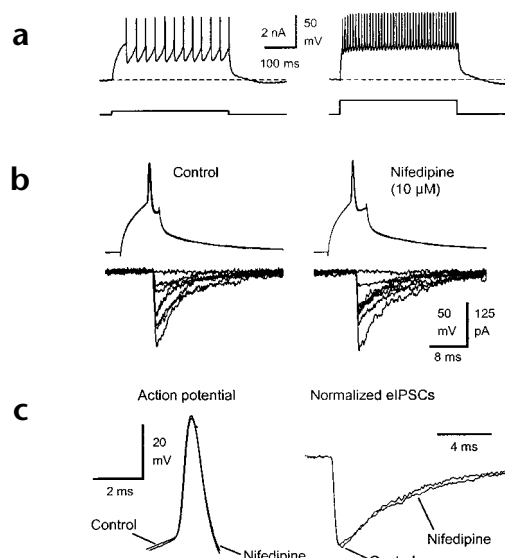 a
2 nA
50
mV
100 ms
b
Control
Nifedipine
(10 µM)
50
mV
125
pA
8 ms
c
Action potential
Normalized eIPSCs
20
mV
2 ms
4 ms
Control
Nifedipine
Nifedipine